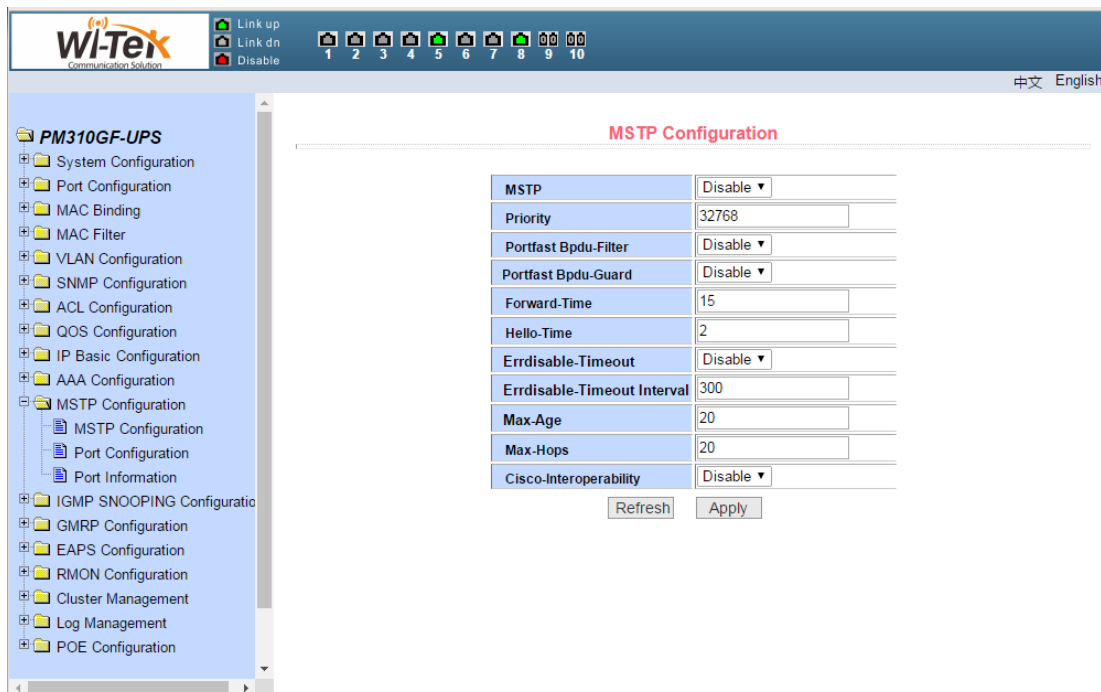 Wi-Tek
Communication Solution
Link up
Link dn
Disable
1 2 3 4 5 6 7 8 9 10
中文 English
PM310GF-UPS
System Configuration
Port Configuration
MAC Binding
MAC Filter
VLAN Configuration
SNMP Configuration
ACL Configuration
QOS Configuration
IP Basic Configuration
AAA Configuration
MSTP Configuration
MSTP Configuration
Port Configuration
Port Information
IGMP SNOOPING Configuratio
GMRP Configuration
EAPS Configuration
RMON Configuration
Cluster Management
Log Management
POE Configuration
MSTP Configuration
MSTP Disable
Priority 32768
Portfast Bpdu-Filter Disable
Portfast Bpdu-Guard Disable
Forward-Time 15
Hello-Time 2
Errdisable-Timeout Disable
Errdisable-Timeout Interval 300
Max-Age 20
Max-Hops 20
Cisco-Interoperability Disable
Refresh Apply